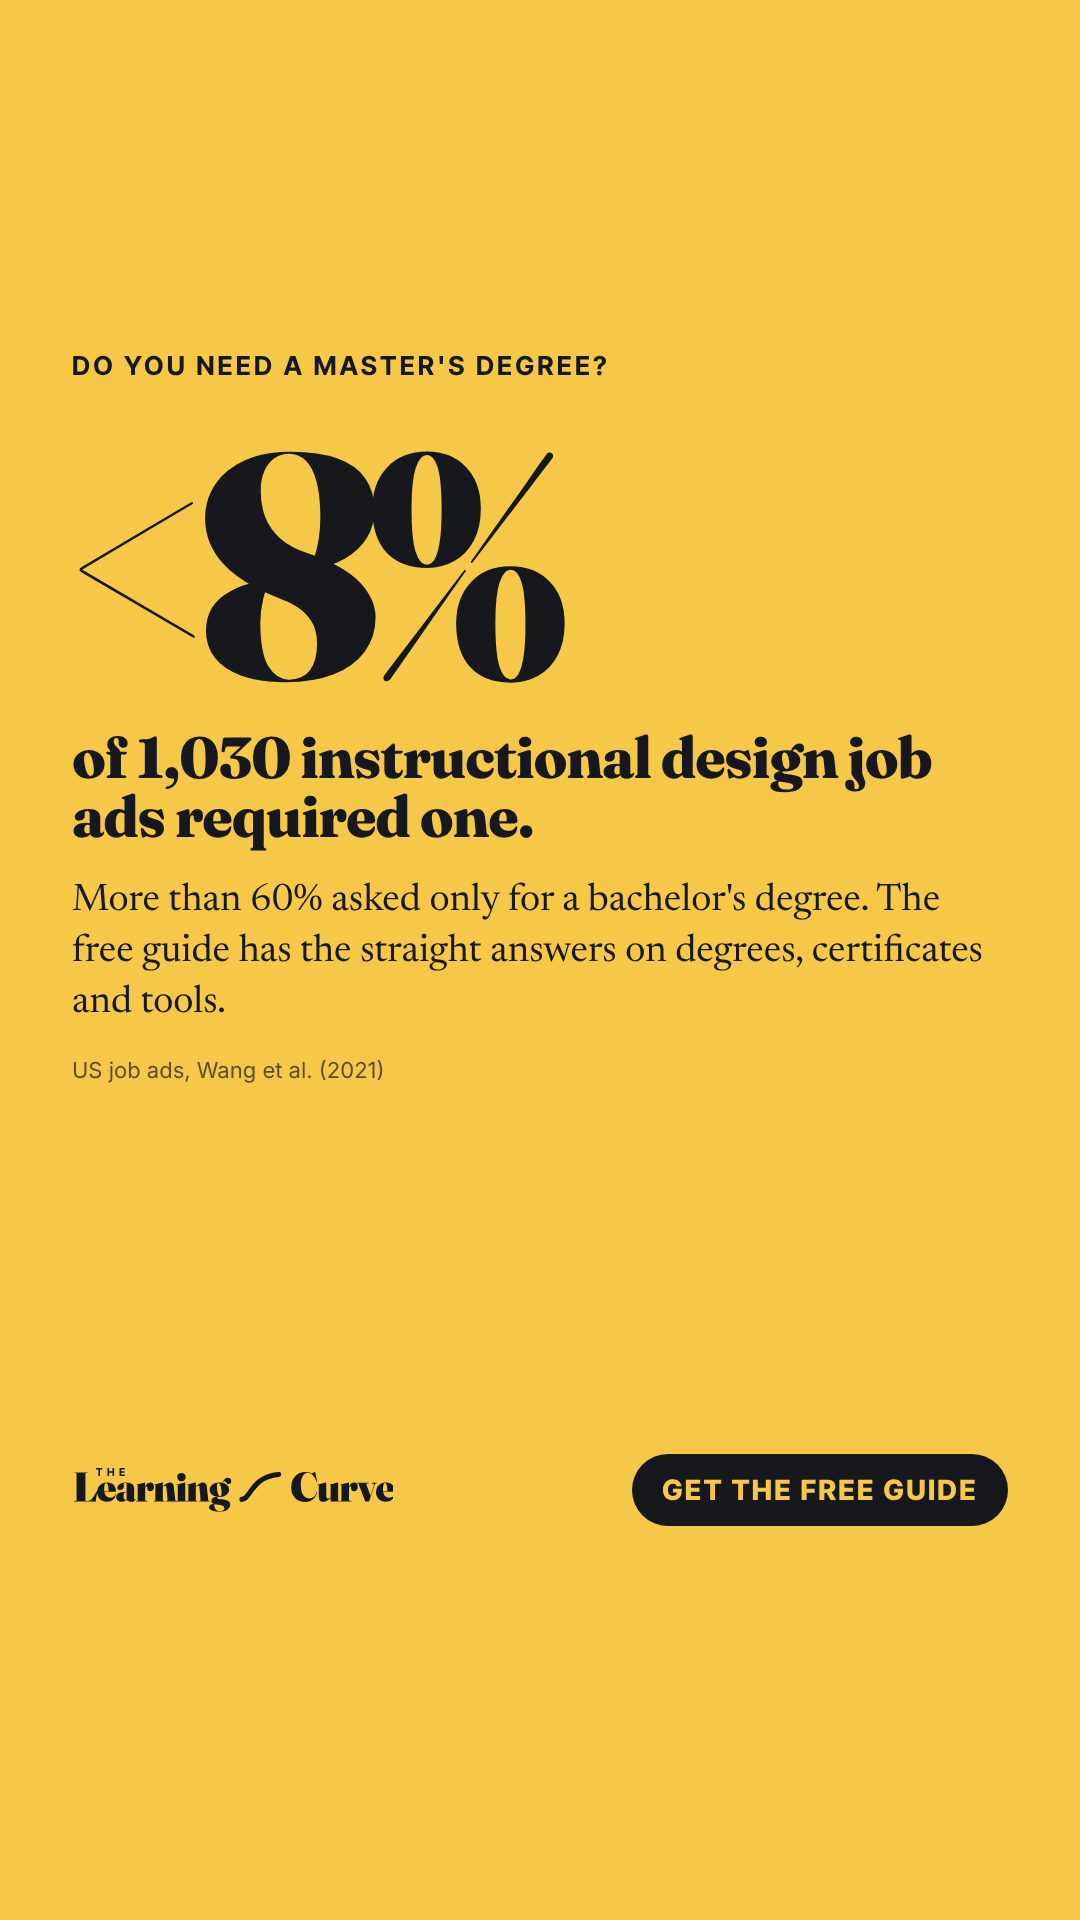 DO YOU NEED A MASTER'S DEGREE?
<8%
of 1,030 instructional design job
ads required one.
More than 60% asked only for a bachelor's degree. The
free guide has the straight answers on degrees, certificates
and tools.
US job ads, Wang et al. (2021)
THE
Learning Curve
GET THE FREE GUIDE